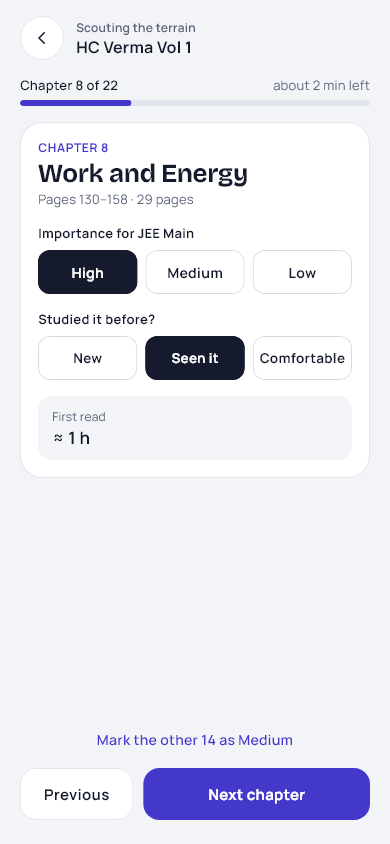 Scouting the terrain
HC Verma Vol 1
Chapter 8 of 22
about 2 min left
CHAPTER 8
Work and Energy
Pages 130–158 · 29 pages
Importance for JEE Main
High
Medium
Low
Studied it before?
New
Seen it
Comfortable
First read
≈ 1 h
Mark the other 14 as Medium
Previous
Next chapter